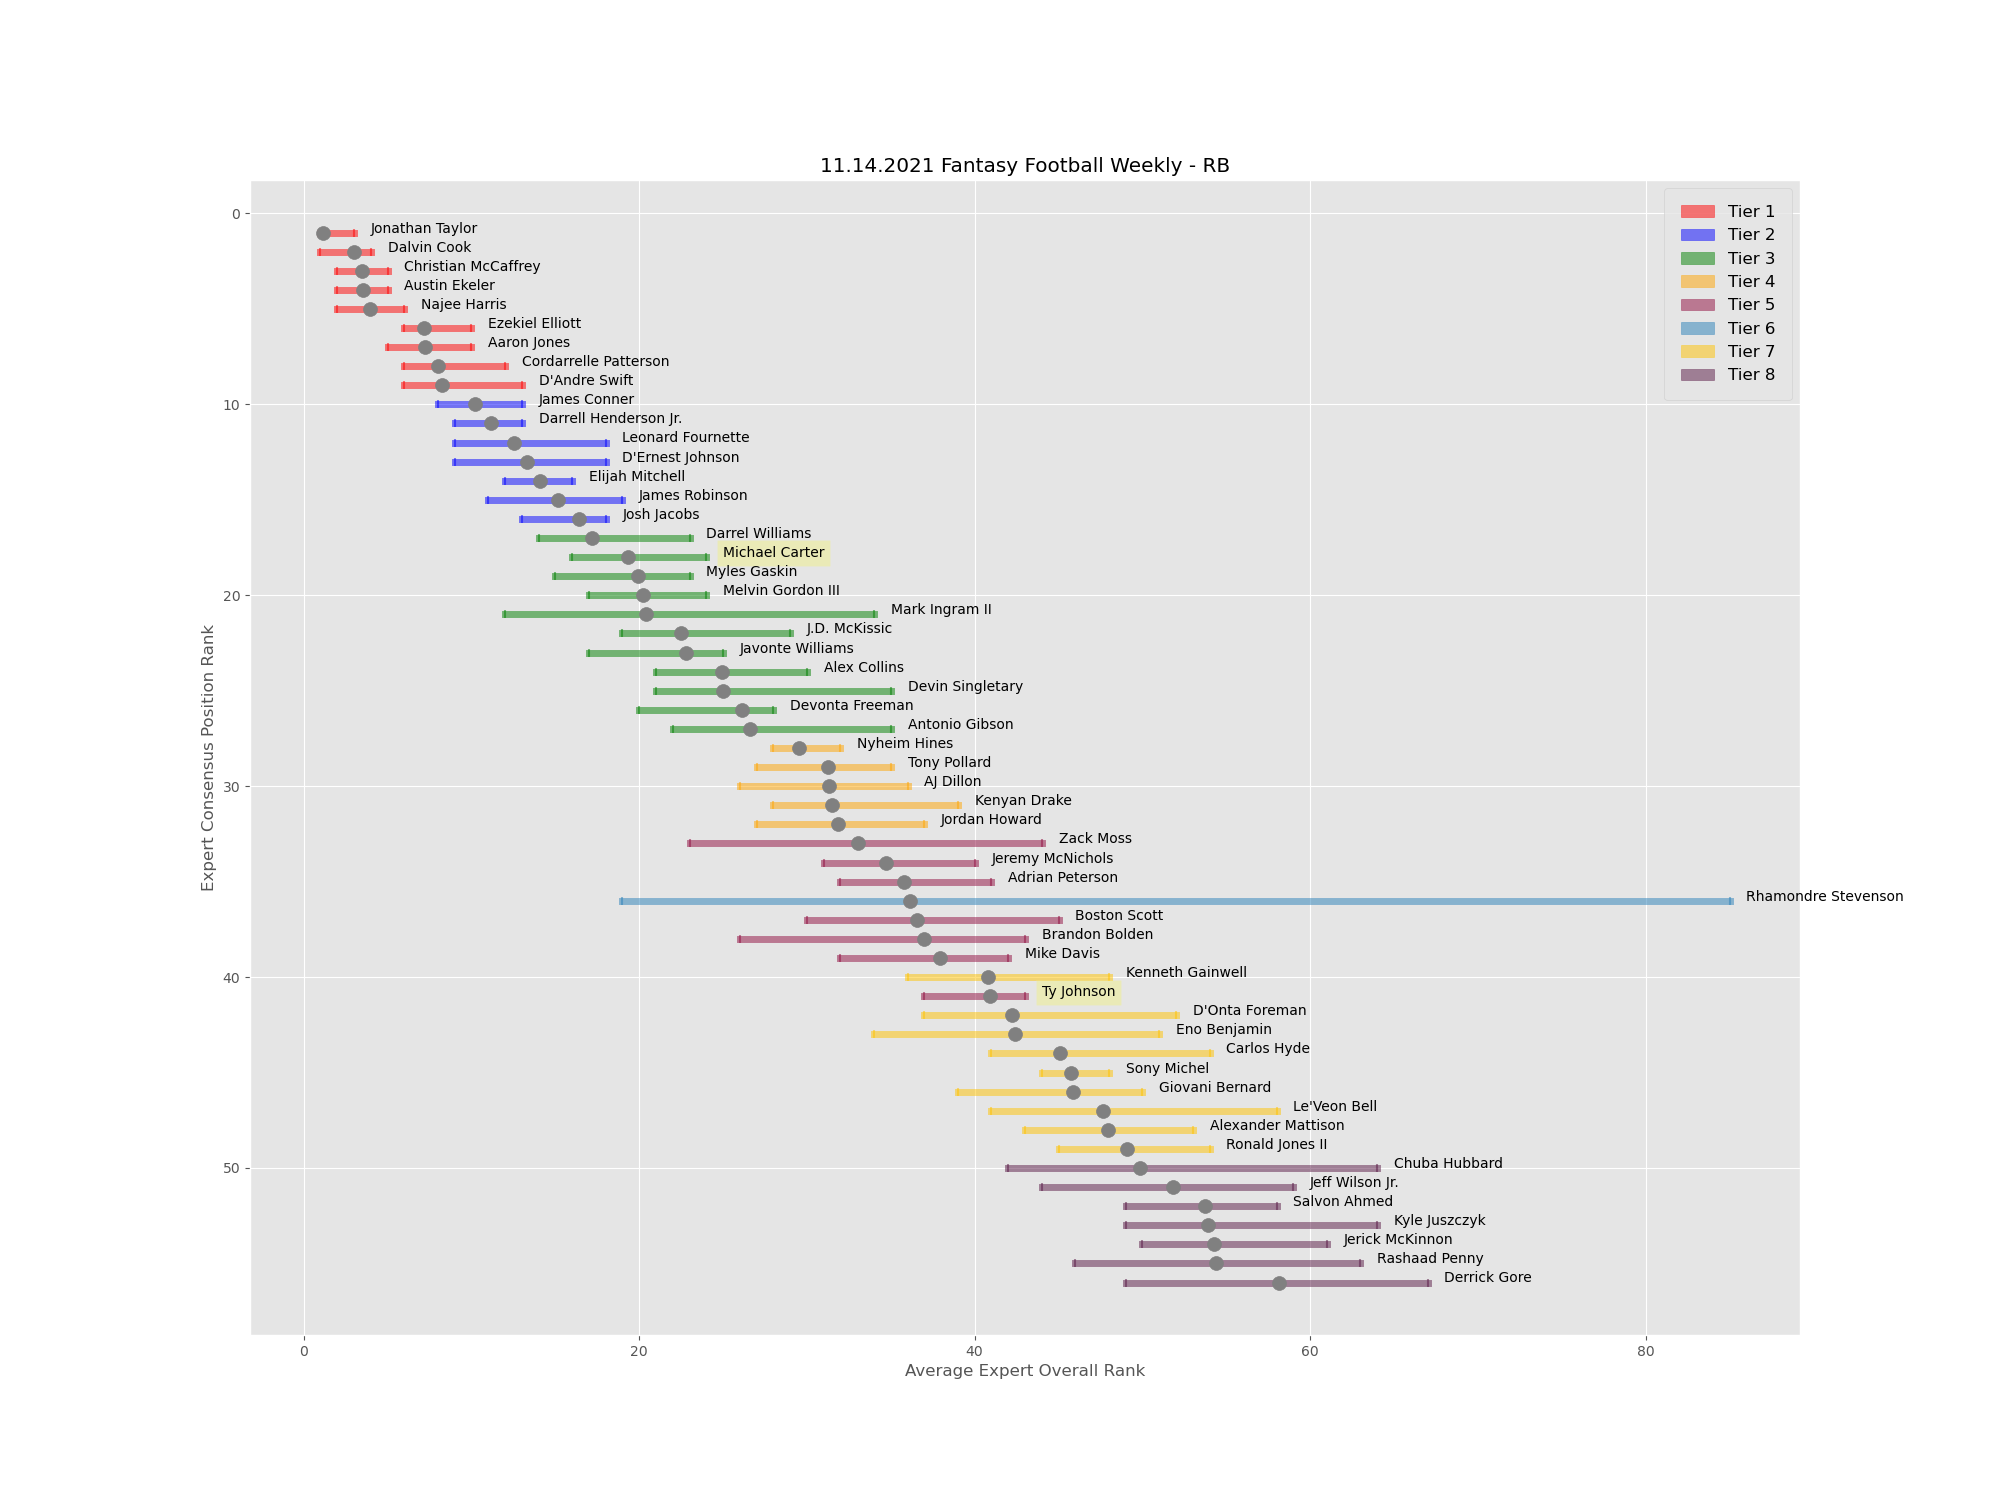 11.14.2021 Fantasy Football Weekly - RB
Tier 1
Tier 2
Tier 3
Tier 4
Tier 5
Tier 6
Tier 7
Tier 8
Expert Consensus Position Rank
0
10
20
30
40
50
Jonathan Taylor
Dalvin Cook
Christian McCaffrey
Austin Ekeler
Najee Harris
Ezekiel Elliott
Aaron Jones
Cordarrelle Patterson
D'Andre Swift
James Conner
Darrell Henderson Jr.
Leonard Fournette
D'Ernest Johnson
Elijah Mitchell
James Robinson
Josh Jacobs
Darrel Williams
Michael Carter
Myles Gaskin
Melvin Gordon III
Mark Ingram II
J.D. McKissic
Javonte Williams
Alex Collins
Devin Singletary
Devonta Freeman
Antonio Gibson
Nyheim Hines
Tony Pollard
AJ Dillon
Kenyan Drake
Jordan Howard
Zack Moss
Jeremy McNichols
Adrian Peterson
Rhamondre Stevenson
Boston Scott
Brandon Bolden
Mike Davis
Kenneth Gainwell
Ty Johnson
D'Onta Foreman
Eno Benjamin
Carlos Hyde
Sony Michel
Giovani Bernard
Le'Veon Bell
Alexander Mattison
Ronald Jones II
Chuba Hubbard
Jeff Wilson Jr.
Salvon Ahmed
Kyle Juszczyk
Jerick McKinnon
Rashaad Penny
Derrick Gore
0 20 40 60 80
Average Expert Overall Rank